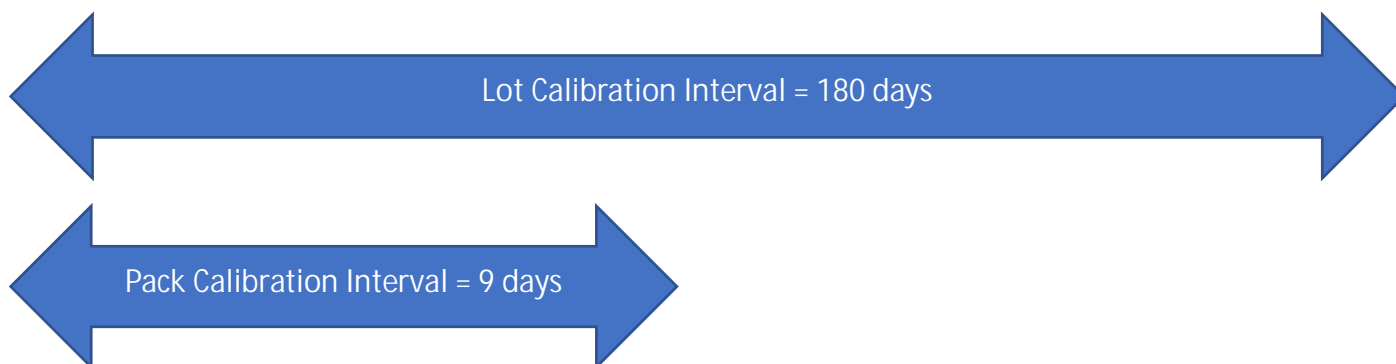 Lot Calibration Interval = 180 days
Pack Calibration Interval = 9 days